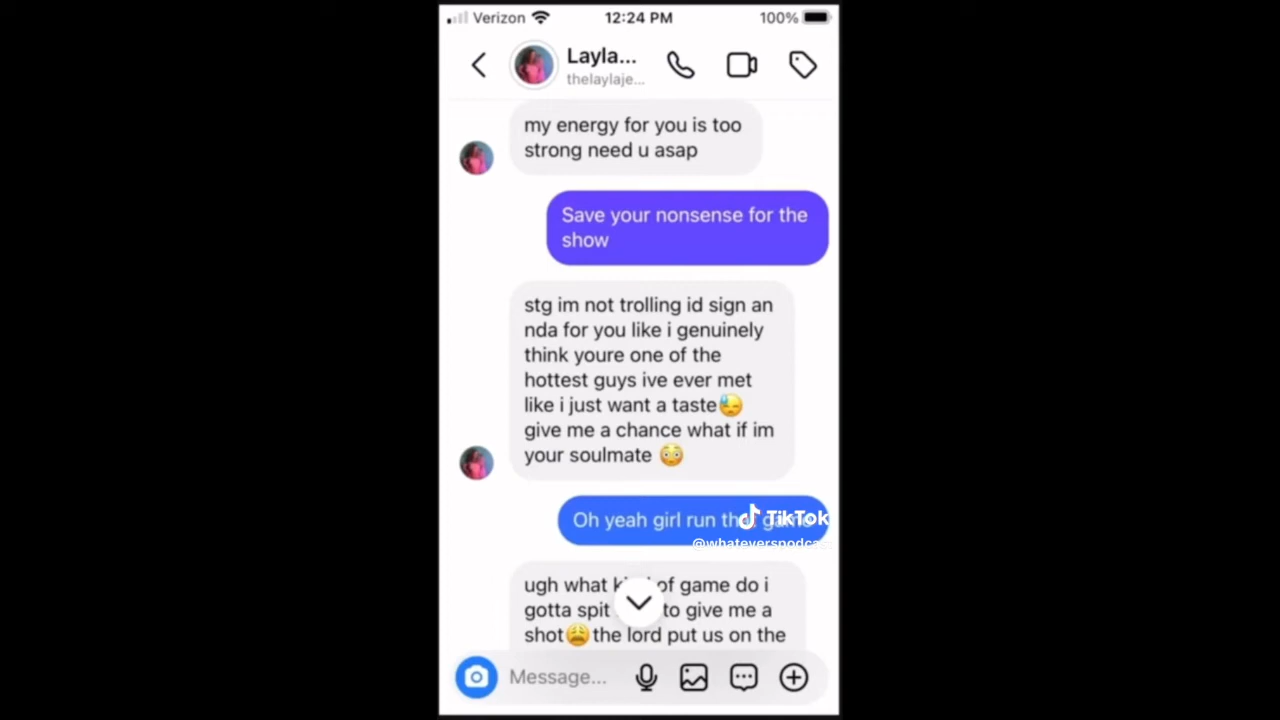 Verizon 12:24 PM 100%
Layla...
thelaylaje...
my energy for you is too
strong need u asap
Save your nonsense for the
show
stg im not trolling id sign an
nda for you like i genuinely
think youre one of the
hottest guys ive ever met
like i just want a taste😓
give me a chance what if im
your soulmate 😳
Oh yeah girl run that game
TikTok
@whateverspodcas
ugh what kind of game do i
gotta spit to give me a
shot😩the lord put us on the
Message...